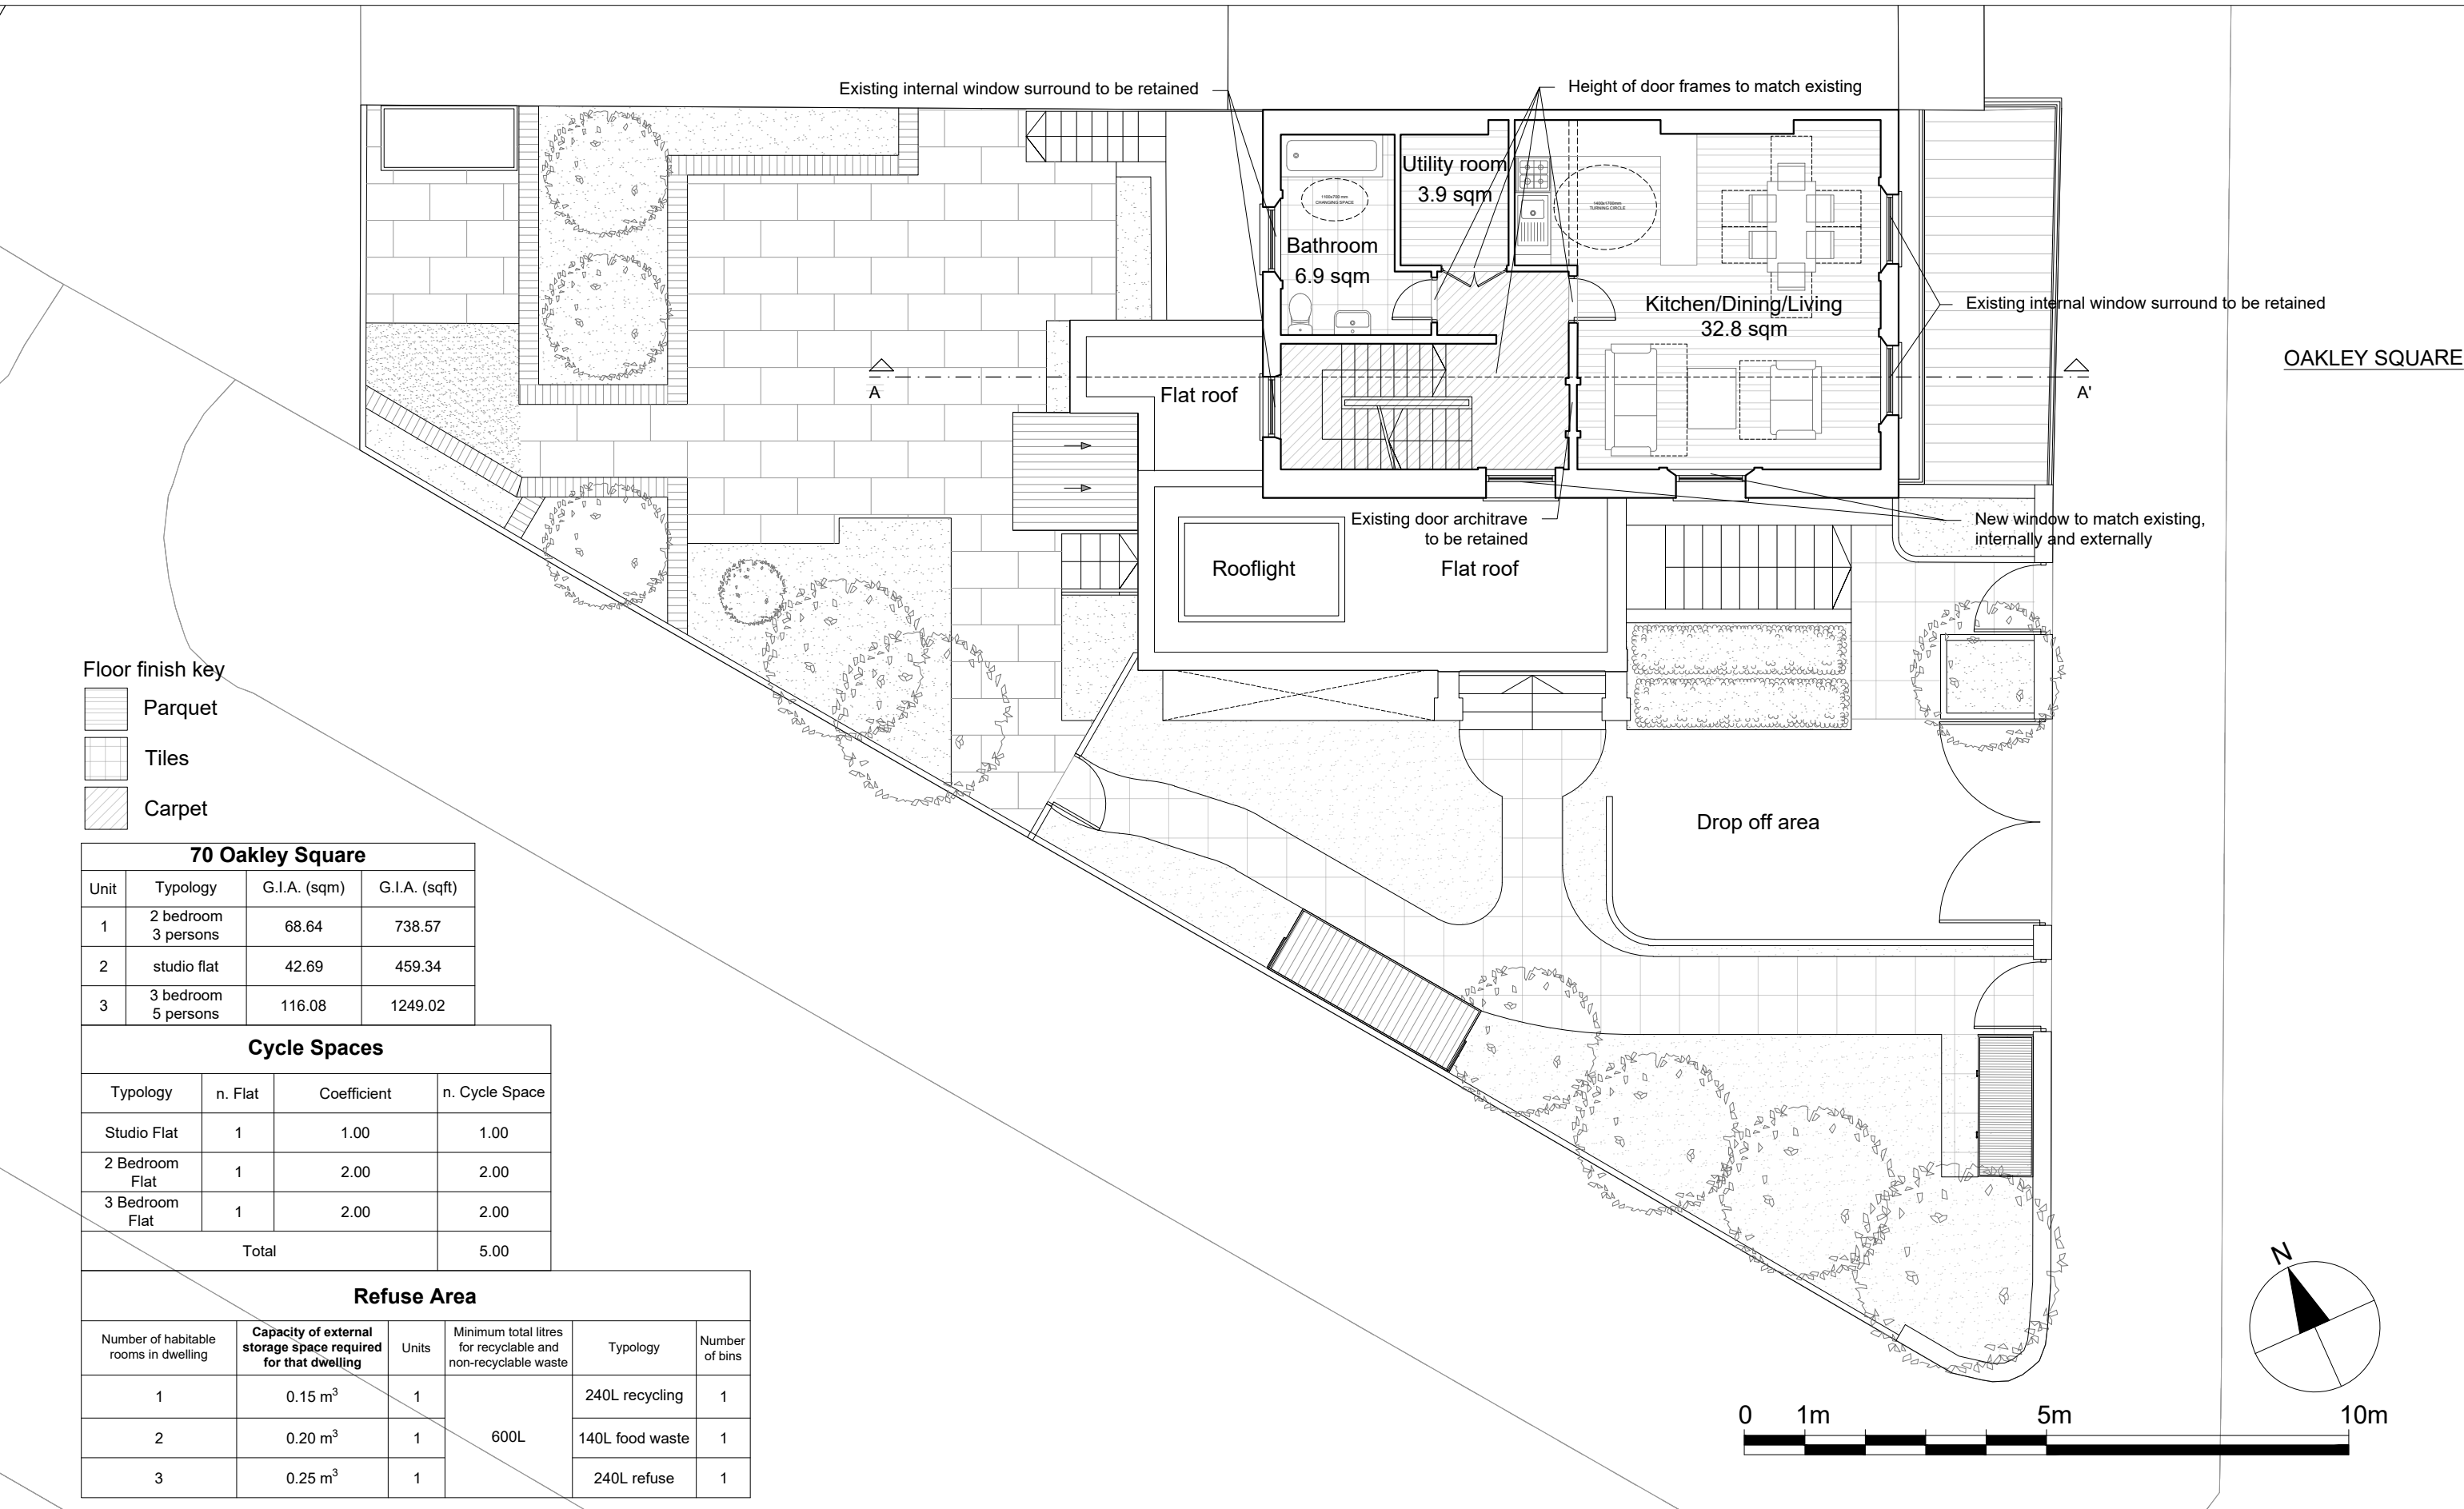 Existing internal window surround to be retained
Height of door frames to match existing
Utility room
3.9 sqm
1100x700 mm
CHANGING SPACE
1400x1700mm
TURNING CIRCLE
Bathroom
6.9 sqm
Kitchen/Dining/Living
32.8 sqm
Existing internal window surround to be retained
OAKLEY SQUARE
A
A'
Flat roof
Existing door architrave
to be retained
New window to match existing,
internally and externally
Rooflight
Flat roof
Drop off area
Floor finish key
Parquet
Tiles
Carpet
70 Oakley Square
Unit Typology G.I.A. (sqm) G.I.A. (sqft)
1 2 bedroom 3 persons 68.64 738.57
2 studio flat 42.69 459.34
3 3 bedroom 5 persons 116.08 1249.02
Cycle Spaces
Typology n. Flat Coefficient n. Cycle Space
Studio Flat 1 1.00 1.00
2 Bedroom Flat 1 2.00 2.00
3 Bedroom Flat 1 2.00 2.00
Total 5.00
Refuse Area
Number of habitable rooms in dwelling Capacity of external storage space required for that dwelling Units Minimum total litres for recyclable and non-recyclable waste Typology Number of bins
1 0.15 m³ 1 600L 240L recycling 1
2 0.20 m³ 1 140L food waste 1
3 0.25 m³ 1 240L refuse 1
N
0 1m 5m 10m